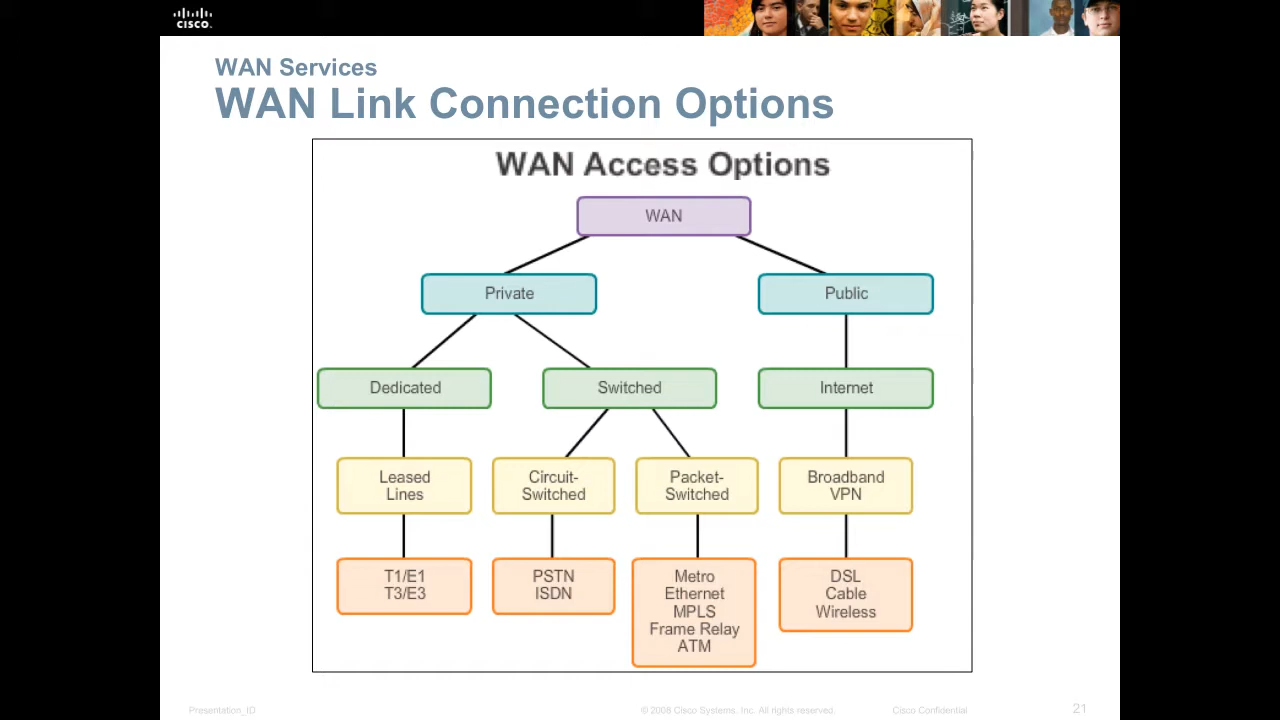 CISCO.
WAN Services
WAN Link Connection Options
WAN Access Options
WAN
Private
Public
Dedicated
Switched
Internet
Leased
Lines
Circuit-
Switched
Packet-
Switched
Broadband
VPN
T1/E1
T3/E3
PSTN
ISDN
Metro
Ethernet
MPLS
Frame Relay
ATM
DSL
Cable
Wireless
Presentation_ID
© 2008 Cisco Systems, Inc. All rights reserved.
Cisco Confidential
21